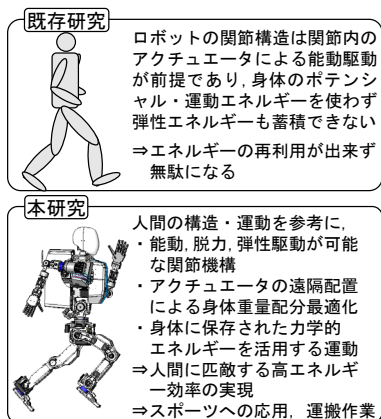 既存研究
ロボットの関節構造は関節内の
アクチュエータによる能動駆動
が前提であり,身体のポテンシ
ャル・運動エネルギーを使わず
弾性エネルギーも蓄積できない
⇒エネルギーの再利用が出来ず
無駄になる
本研究
人間の構造・運動を参考に,
・能動,脱力,弾性駆動が可能
な関節機構
・アクチュエータの遠隔配置
による身体重量配分最適化
・身体に保存された力学的
エネルギーを活用する運動
⇒人間に匹敵する高エネルギ
ー効率の実現
⇒スポーツへの応用, 運搬作業